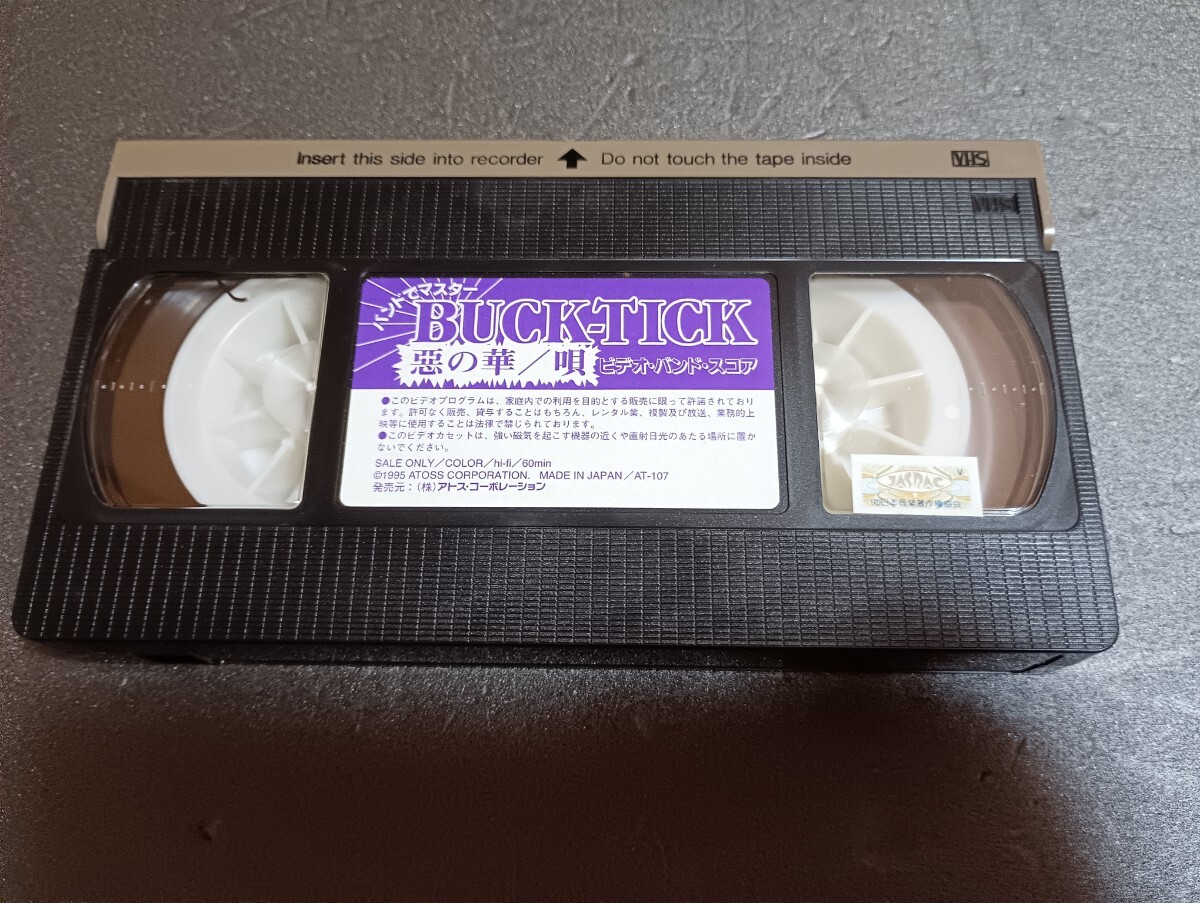 Insert this side into recorder Do not touch the tape inside VHS
VHS
バンドでマスター
BUCK-TICK
惡の華／唄 ビデオ・バンド・スコア
●このビデオプログラムは、家庭内での利用を目的とする販売に限って許諾されており
ます。許可なく販売、貸与することはもちろん、レンタル業、複製及び放送、業務的上
映等に使用することは法律で禁じられております。
●このビデオカセットは、強い磁気を起こす機器の近くや直射日光のあたる場所に置か
ないでください。
SALE ONLY／COLOR／hi-fi／60min
©1995 ATOSS CORPORATION. MADE IN JAPAN／AT-107
発売元：（株）アトス・コーポレーション
JASRAC